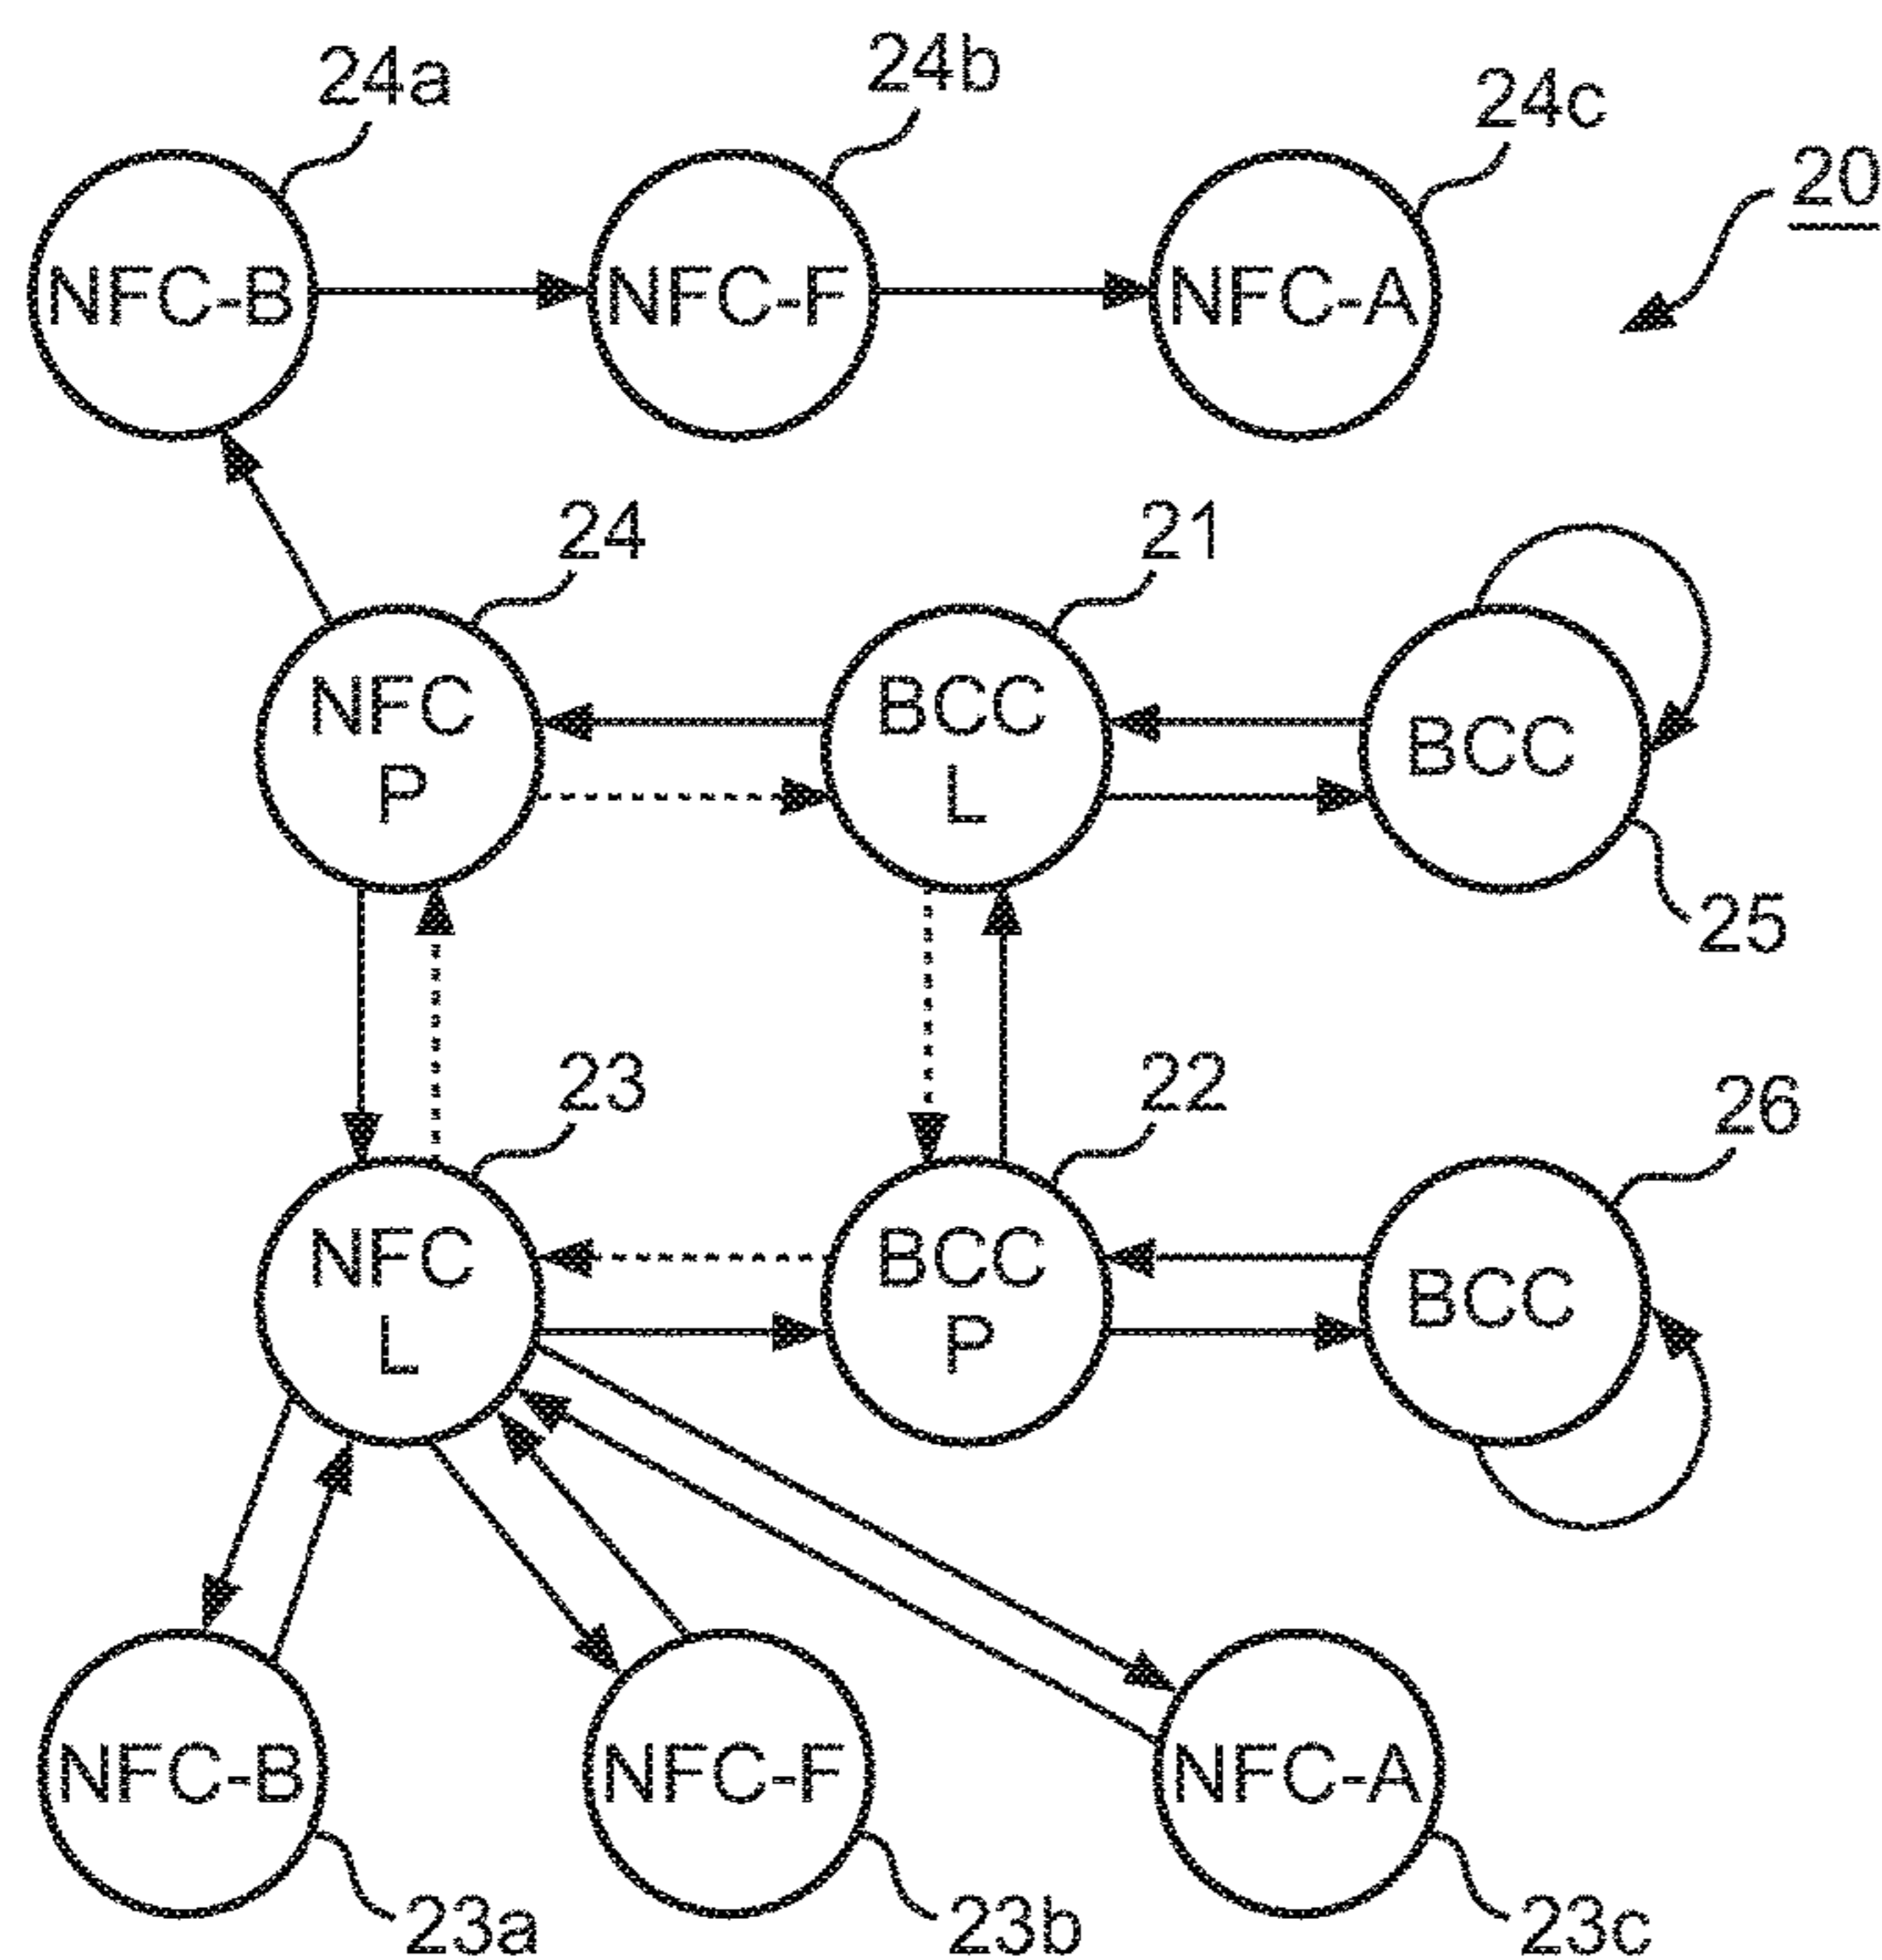 24a
24b
24c
20
NFC-B
NFC-F
NFC-A
24
21
NFC
P
BCC
L
BCC
25
23
22
26
NFC
L
BCC
P
BCC
NFC-B
NFC-F
NFC-A
23a
23b
23c